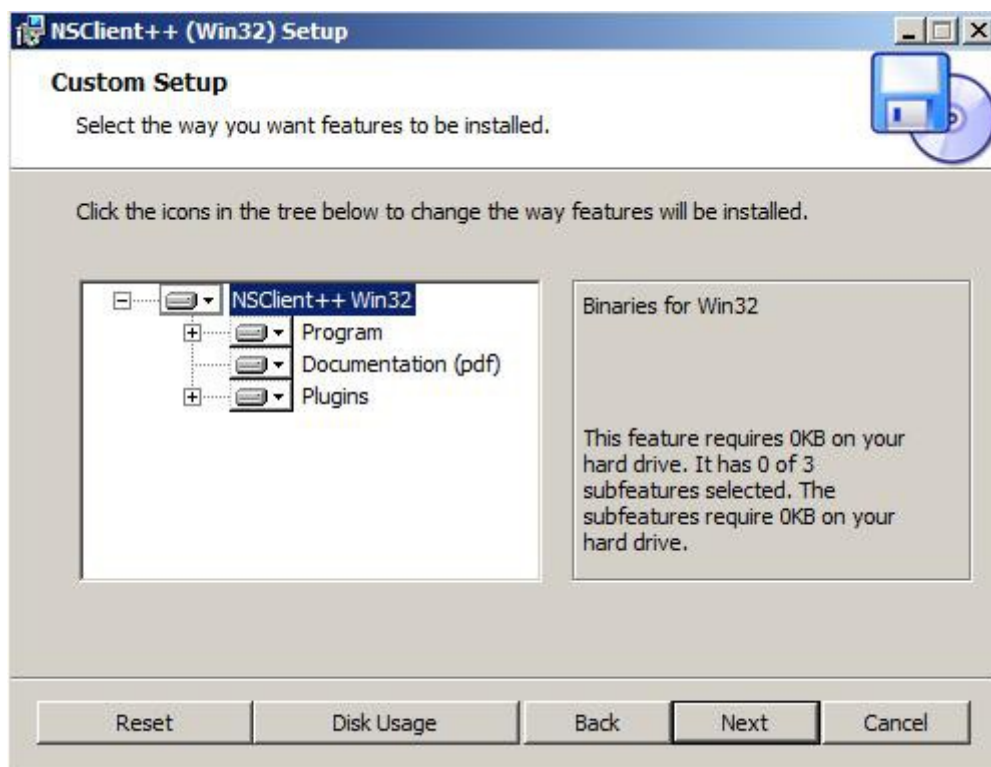 NSClient++ (Win32) Setup
Custom Setup
Select the way you want features to be installed.
Click the icons in the tree below to change the way features will be installed.
NSClient++ Win32
Program
Documentation (pdf)
Plugins
Binaries for Win32
This feature requires 0KB on your
hard drive. It has 0 of 3
subfeatures selected. The
subfeatures require 0KB on your
hard drive.
Reset
Disk Usage
Back
Next
Cancel